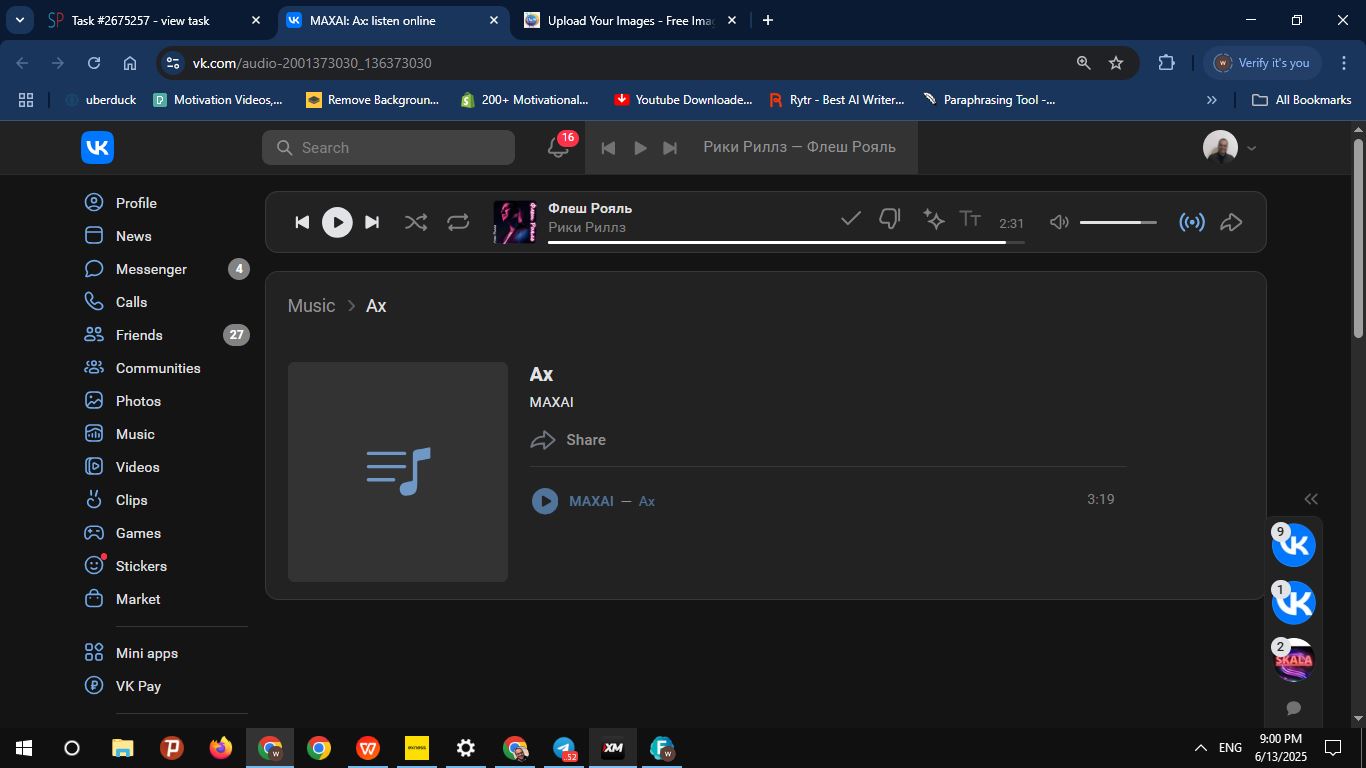 Task #2675257 - view task
MAXAI: Ax: listen online
Upload Your Images - Free Imag
vk.com/audio-2001373030_136373030
Verify it's you
uberduck
Motivation Videos,...
Remove Backgroun...
200+ Motivational...
Youtube Downloade...
Rytr - Best AI Writer...
Paraphrasing Tool -...
All Bookmarks
Search
16
Рики Риллз — Флеш Рояль
Profile
News
Messenger 4
Calls
Friends 27
Communities
Photos
Music
Videos
Clips
Games
Stickers
Market
Mini apps
VK Pay
Флеш Рояль
Рики Риллз
2:31
Music > Ax
Ax
MAXAI
Share
MAXAI — Ax 3:19
9
1
2
SKALA
exness
52
XM
ENG
9:00 PM
6/13/2025